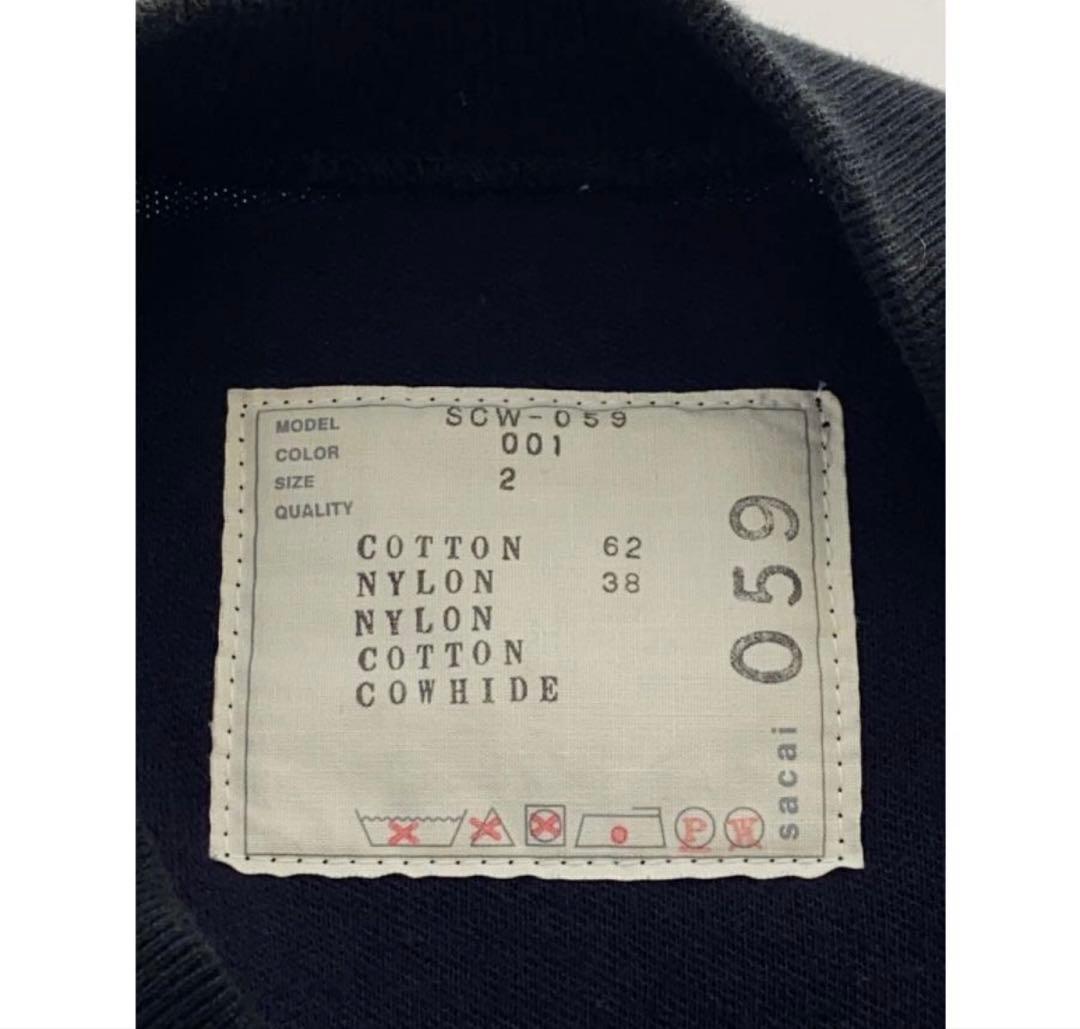 MODEL SCW-059
COLOR 001
SIZE 2
QUALITY
COTTON 62
NYLON 38
NYLON
COTTON
COWHIDE
P W
sacai 059